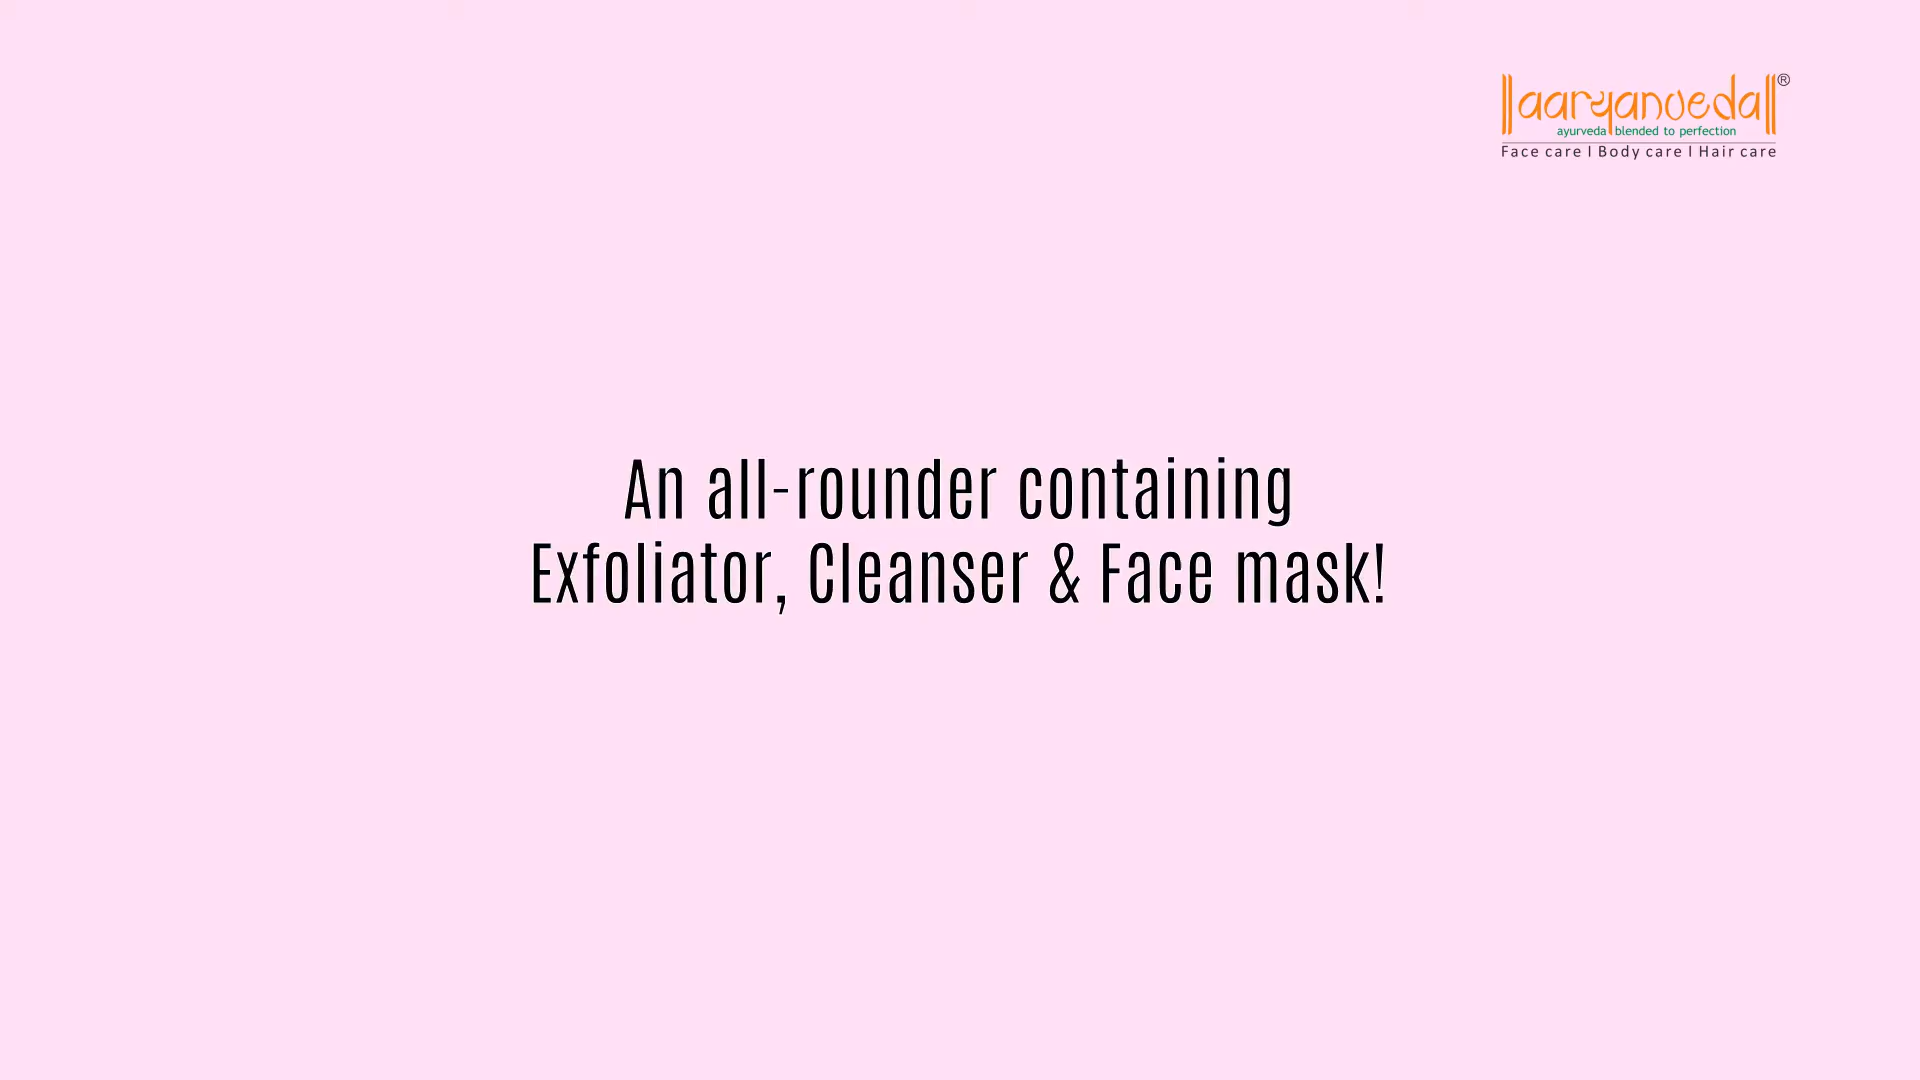 ||aaryanveda||®
ayurveda blended to perfection
Face care I Body care I Hair care
An all-rounder containing
Exfoliator, Cleanser & Face mask!